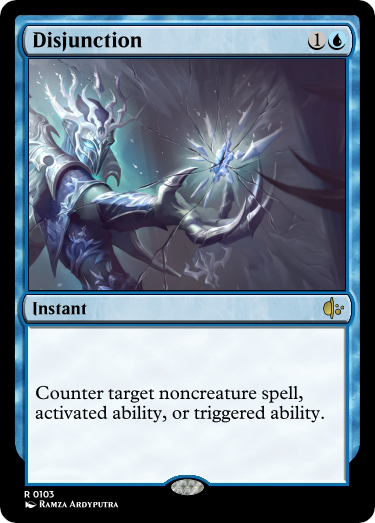 Disjunction 1
Instant
Counter target noncreature spell,
activated ability, or triggered ability.
R 0103
Ramza Ardyputra